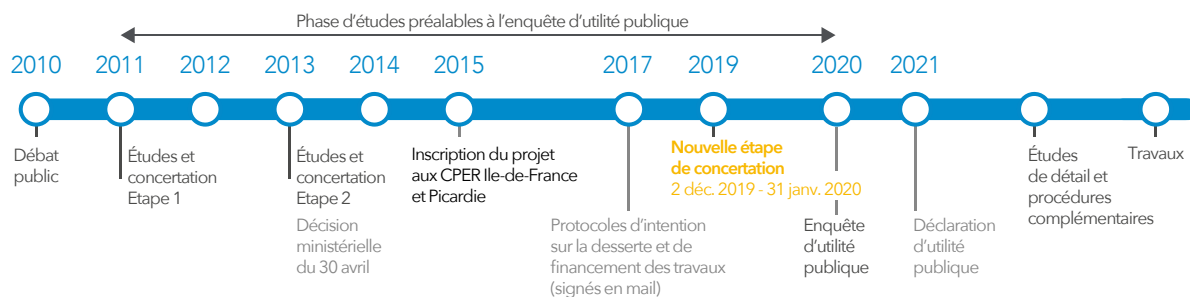 Phase d’études préalables à l’enquête d’utilité publique
2010
2011
2012
2013
2014
2015
2017
2019
2020
2021
Débat
public
Études et
concertation
Etape 1
Études et
concertation
Etape 2
Décision
ministérielle
du 30 avril
Inscription du projet
aux CPER Ile-de-France
et Picardie
Protocoles d’intention
sur la desserte et de
financement des travaux
(signés en mail)
Nouvelle étape
de concertation
2 déc. 2019 - 31 janv. 2020
Enquête
d’utilité
publique
Déclaration
d’utilité
publique
Études
de détail et
procédures
complémentaires
Travaux